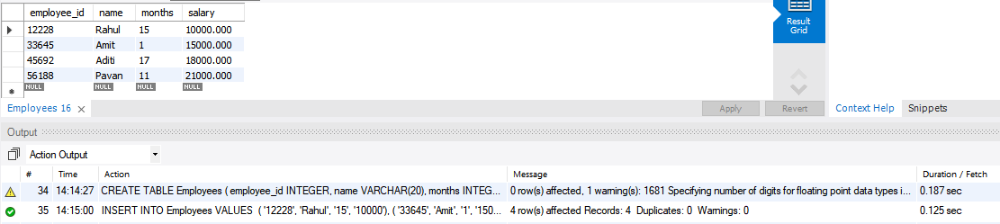 employee_id name months salary
12228 Rahul 15 10000.000
33645 Amit 1 15000.000
45692 Aditi 17 18000.000
56188 Pavan 11 21000.000
NULL NULL NULL NULL
Result
Grid
Employees 16
Apply Revert Context Help Snippets
Output
Action Output
# Time Action Message Duration / Fetch
34 14:14:27 CREATE TABLE Employees ( employee_id INTEGER, name VARCHAR(20), months INTEG... 0 row(s) affected, 1 warning(s): 1681 Specifying number of digits for floating point data types i... 0.187 sec
35 14:15:00 INSERT INTO Employees VALUES ( '12228', 'Rahul', '15', '10000'), ( '33645', 'Amit', '1', '150... 4 row(s) affected Records: 4 Duplicates: 0 Warnings: 0 0.125 sec